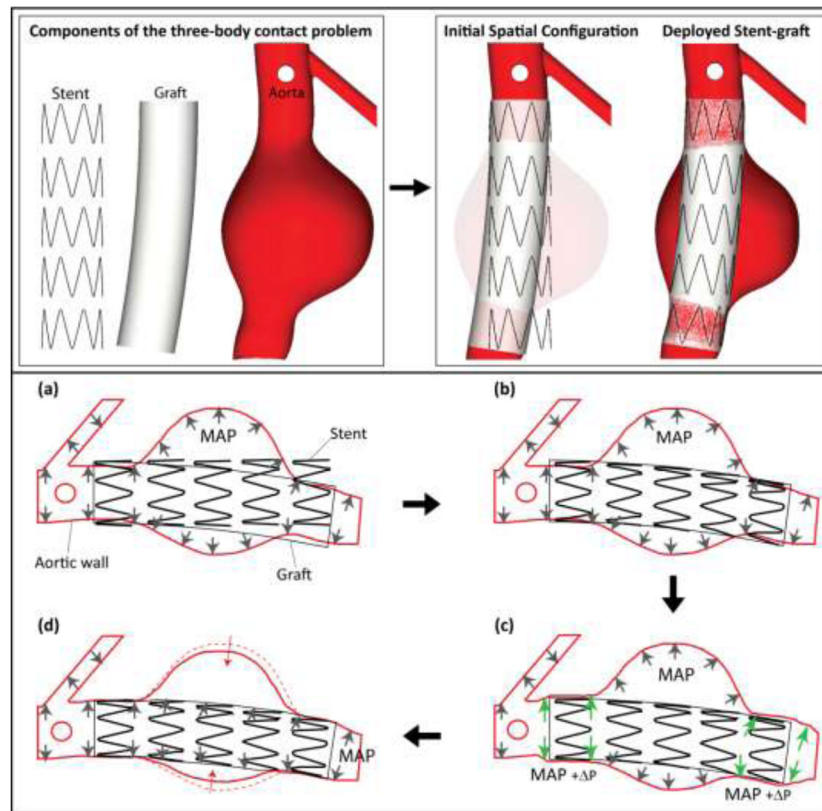 Components of the three-body contact problem
Initial Spatial Configuration
Deployed Stent-graft
Stent
Graft
Aorta
(a)
MAP
Stent
Aortic wall
Graft
(b)
MAP
(d)
MAP
(c)
MAP
MAP +ΔP
MAP +ΔP